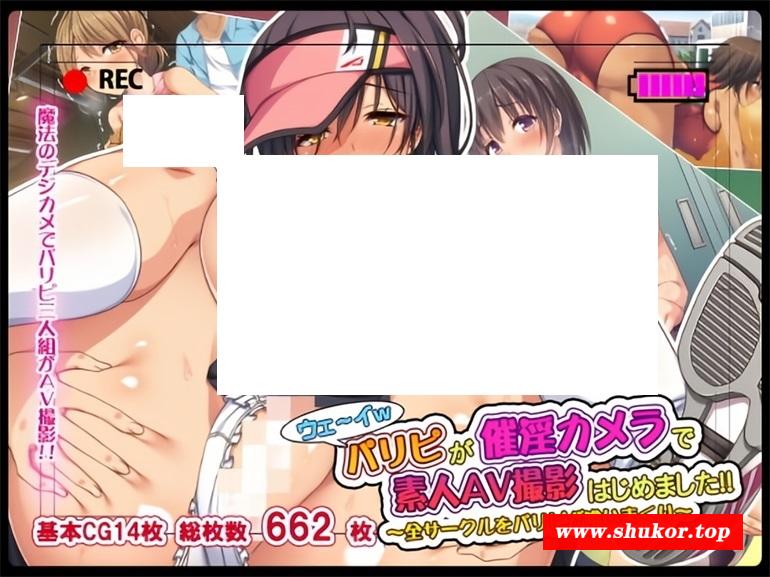 REC
魔法のデジカメでパリピ三人組がAV撮影!!
ウェ～イw
パリピが催淫カメラで
素人AV撮影はじめました!!
～全サークルをパリ
基本CG14枚 総枚数 662 枚
www.shukor.top